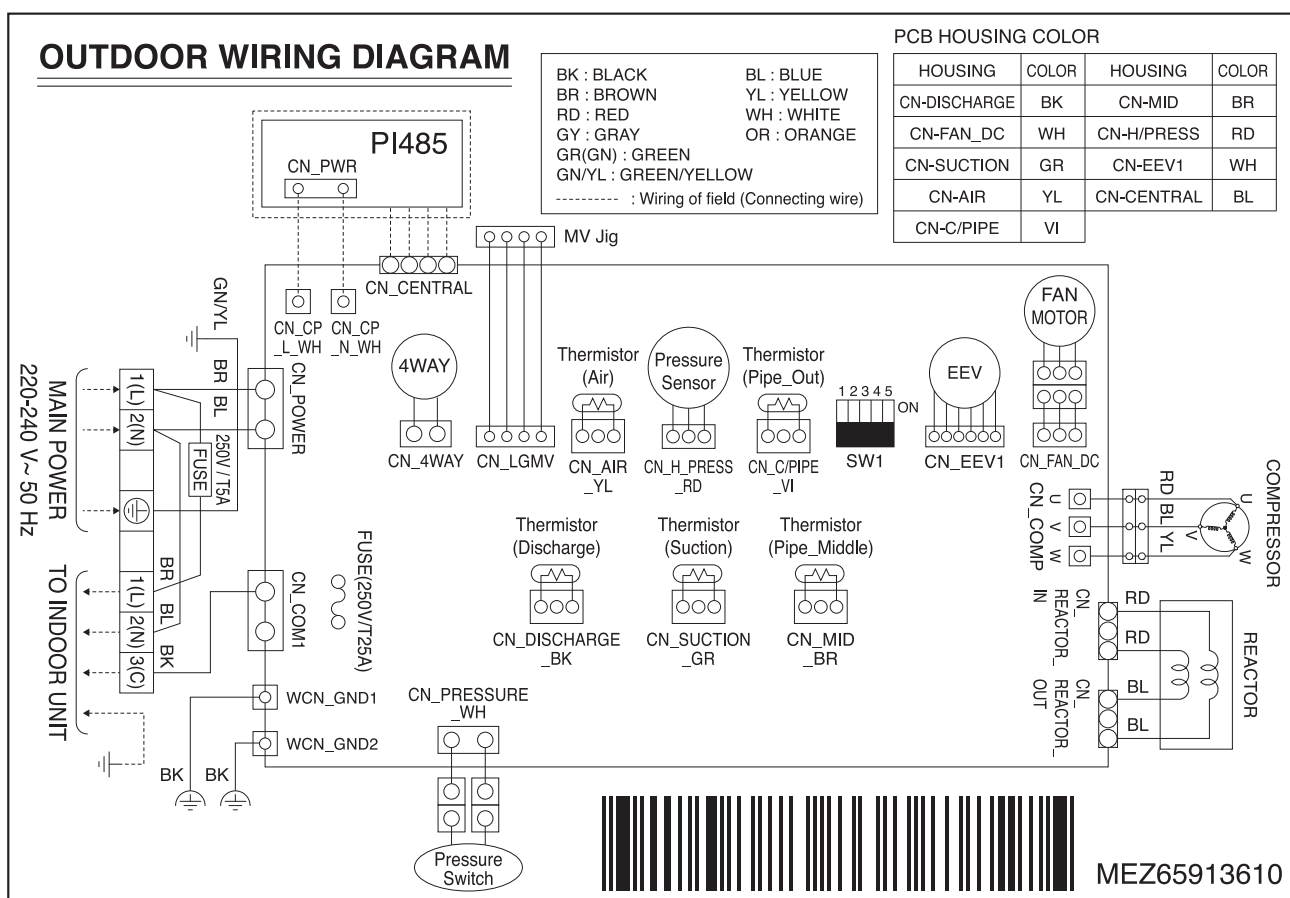 OUTDOOR WIRING DIAGRAM
BK : BLACK
BL : BLUE
BR : BROWN
YL : YELLOW
RD : RED
WH : WHITE
GY : GRAY
OR : ORANGE
GR(GN) : GREEN
GN/YL : GREEN/YELLOW
---------- : Wiring of field (Connecting wire)
PCB HOUSING COLOR
HOUSING COLOR HOUSING COLOR
CN-DISCHARGE BK CN-MID BR
CN-FAN_DC WH CN-H/PRESS RD
CN-SUCTION GR CN-EEV1 WH
CN-AIR YL CN-CENTRAL BL
CN-C/PIPE VI
PI485
CN_PWR
MV Jig
CN_CENTRAL
CN_CP
_L_WH
CN_CP
_N_WH
GN/YL
BR
BL
CN_POWER
MAIN POWER
220-240 V~ 50 Hz
1(L)
2(N)
FUSE
250V / T5A
4WAY
CN_4WAY
CN_LGMV
Thermistor
(Air)
CN_AIR
_YL
Pressure
Sensor
CN_H_PRESS
_RD
Thermistor
(Pipe_Out)
CN_C/PIPE
_VI
1 2 3 4 5
ON
SW1
EEV
CN_EEV1
FAN
MOTOR
CN_FAN_DC
U
V
W
CN_COMP
RD
BL
YL
U
V
W
COMPRESSOR
TO INDOOR UNIT
1(L)
2(N)
3(C)
BR
BL
BK
CN_COM1
FUSE(250V/T25A)
Thermistor
(Discharge)
CN_DISCHARGE
_BK
Thermistor
(Suction)
CN_SUCTION
_GR
Thermistor
(Pipe_Middle)
CN_MID
_BR
CN_
REACTOR_
IN
RD
RD
CN_
REACTOR_
OUT
BL
BL
REACTOR
WCN_GND1
WCN_GND2
BK
BK
CN_PRESSURE
_WH
Pressure
Switch
MEZ65913610